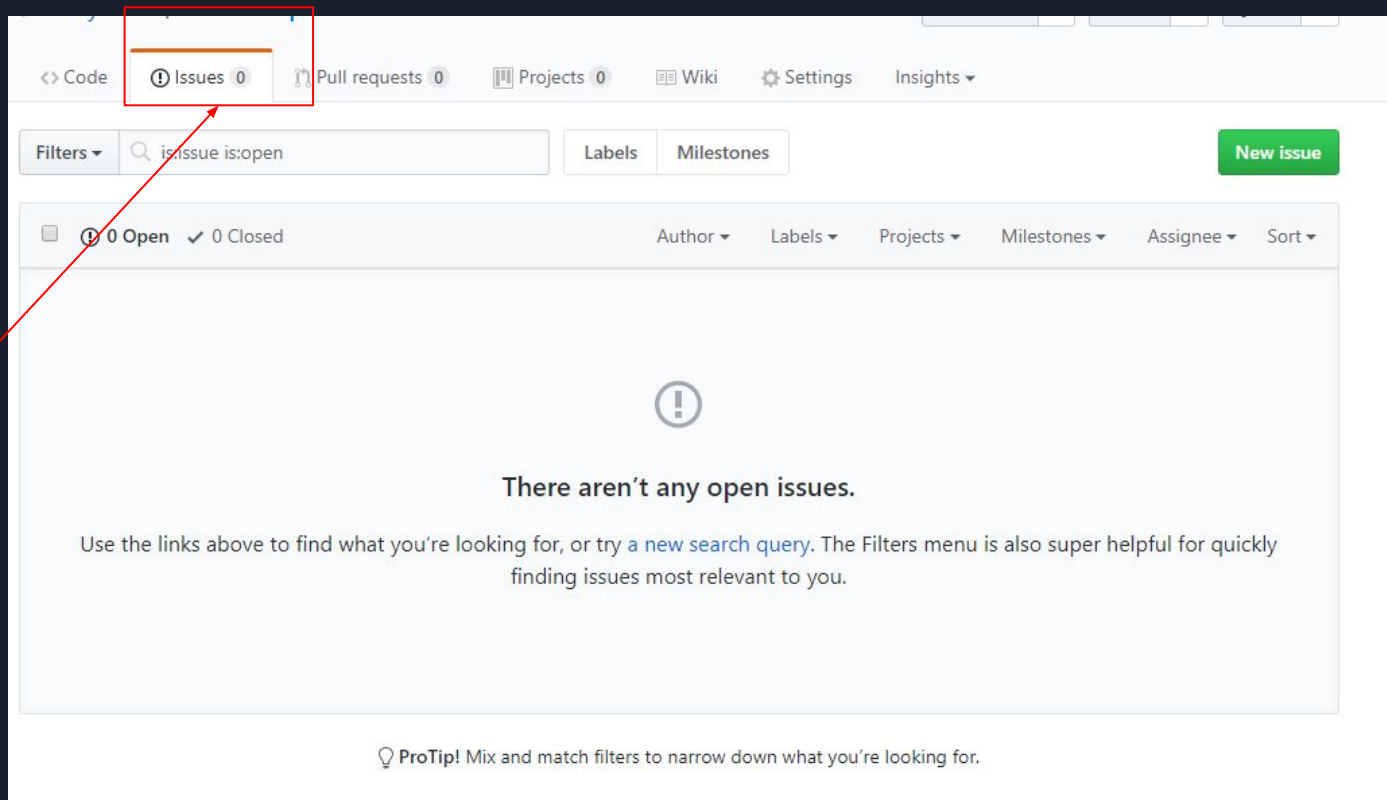 Code Issues 0 Pull requests 0 Projects 0 Wiki Settings Insights
Filters is:issue is:open Labels Milestones New issue
0 Open 0 Closed Author Labels Projects Milestones Assignee Sort
There aren't any open issues.
Use the links above to find what you're looking for, or try a new search query. The Filters menu is also super helpful for quickly
finding issues most relevant to you.
ProTip! Mix and match filters to narrow down what you're looking for.